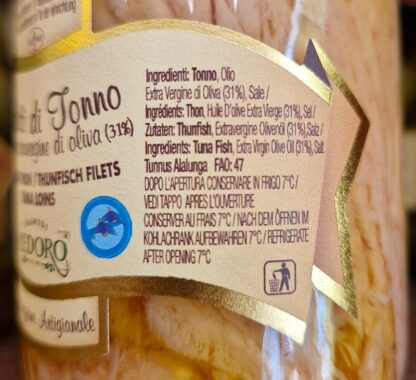 di Tonno
di oliva (31%)
/ THUNFISCH FILETS
TUNA LOINS
Artigianale
Ingredienti: Tonno, Olio
Extra Vergine di Oliva (31%), Sale /
Ingrédients: Thon, Huile D'olive Extra Vierge (31%), Sel /
Zutaten: Thunfish, Extravergine Olivenöl (31%),Salz /
Ingredients: Tuna Fish, Extra Virgin Olive Oil (31%), Salt
Tunnus Alalunga FAO: 47
DOPO L'APERTURA CONSERVARE IN FRIGO 7°C /
VEDI TAPPO APRES L'OUVERTURE
CONSERVER AU FRAIS 7°C / NACH DEM ÖFFNEN IM
KOHLACHRANK AUFBEWAHREN 7°C / REFRIGERATE
AFTER OPENING 7°C